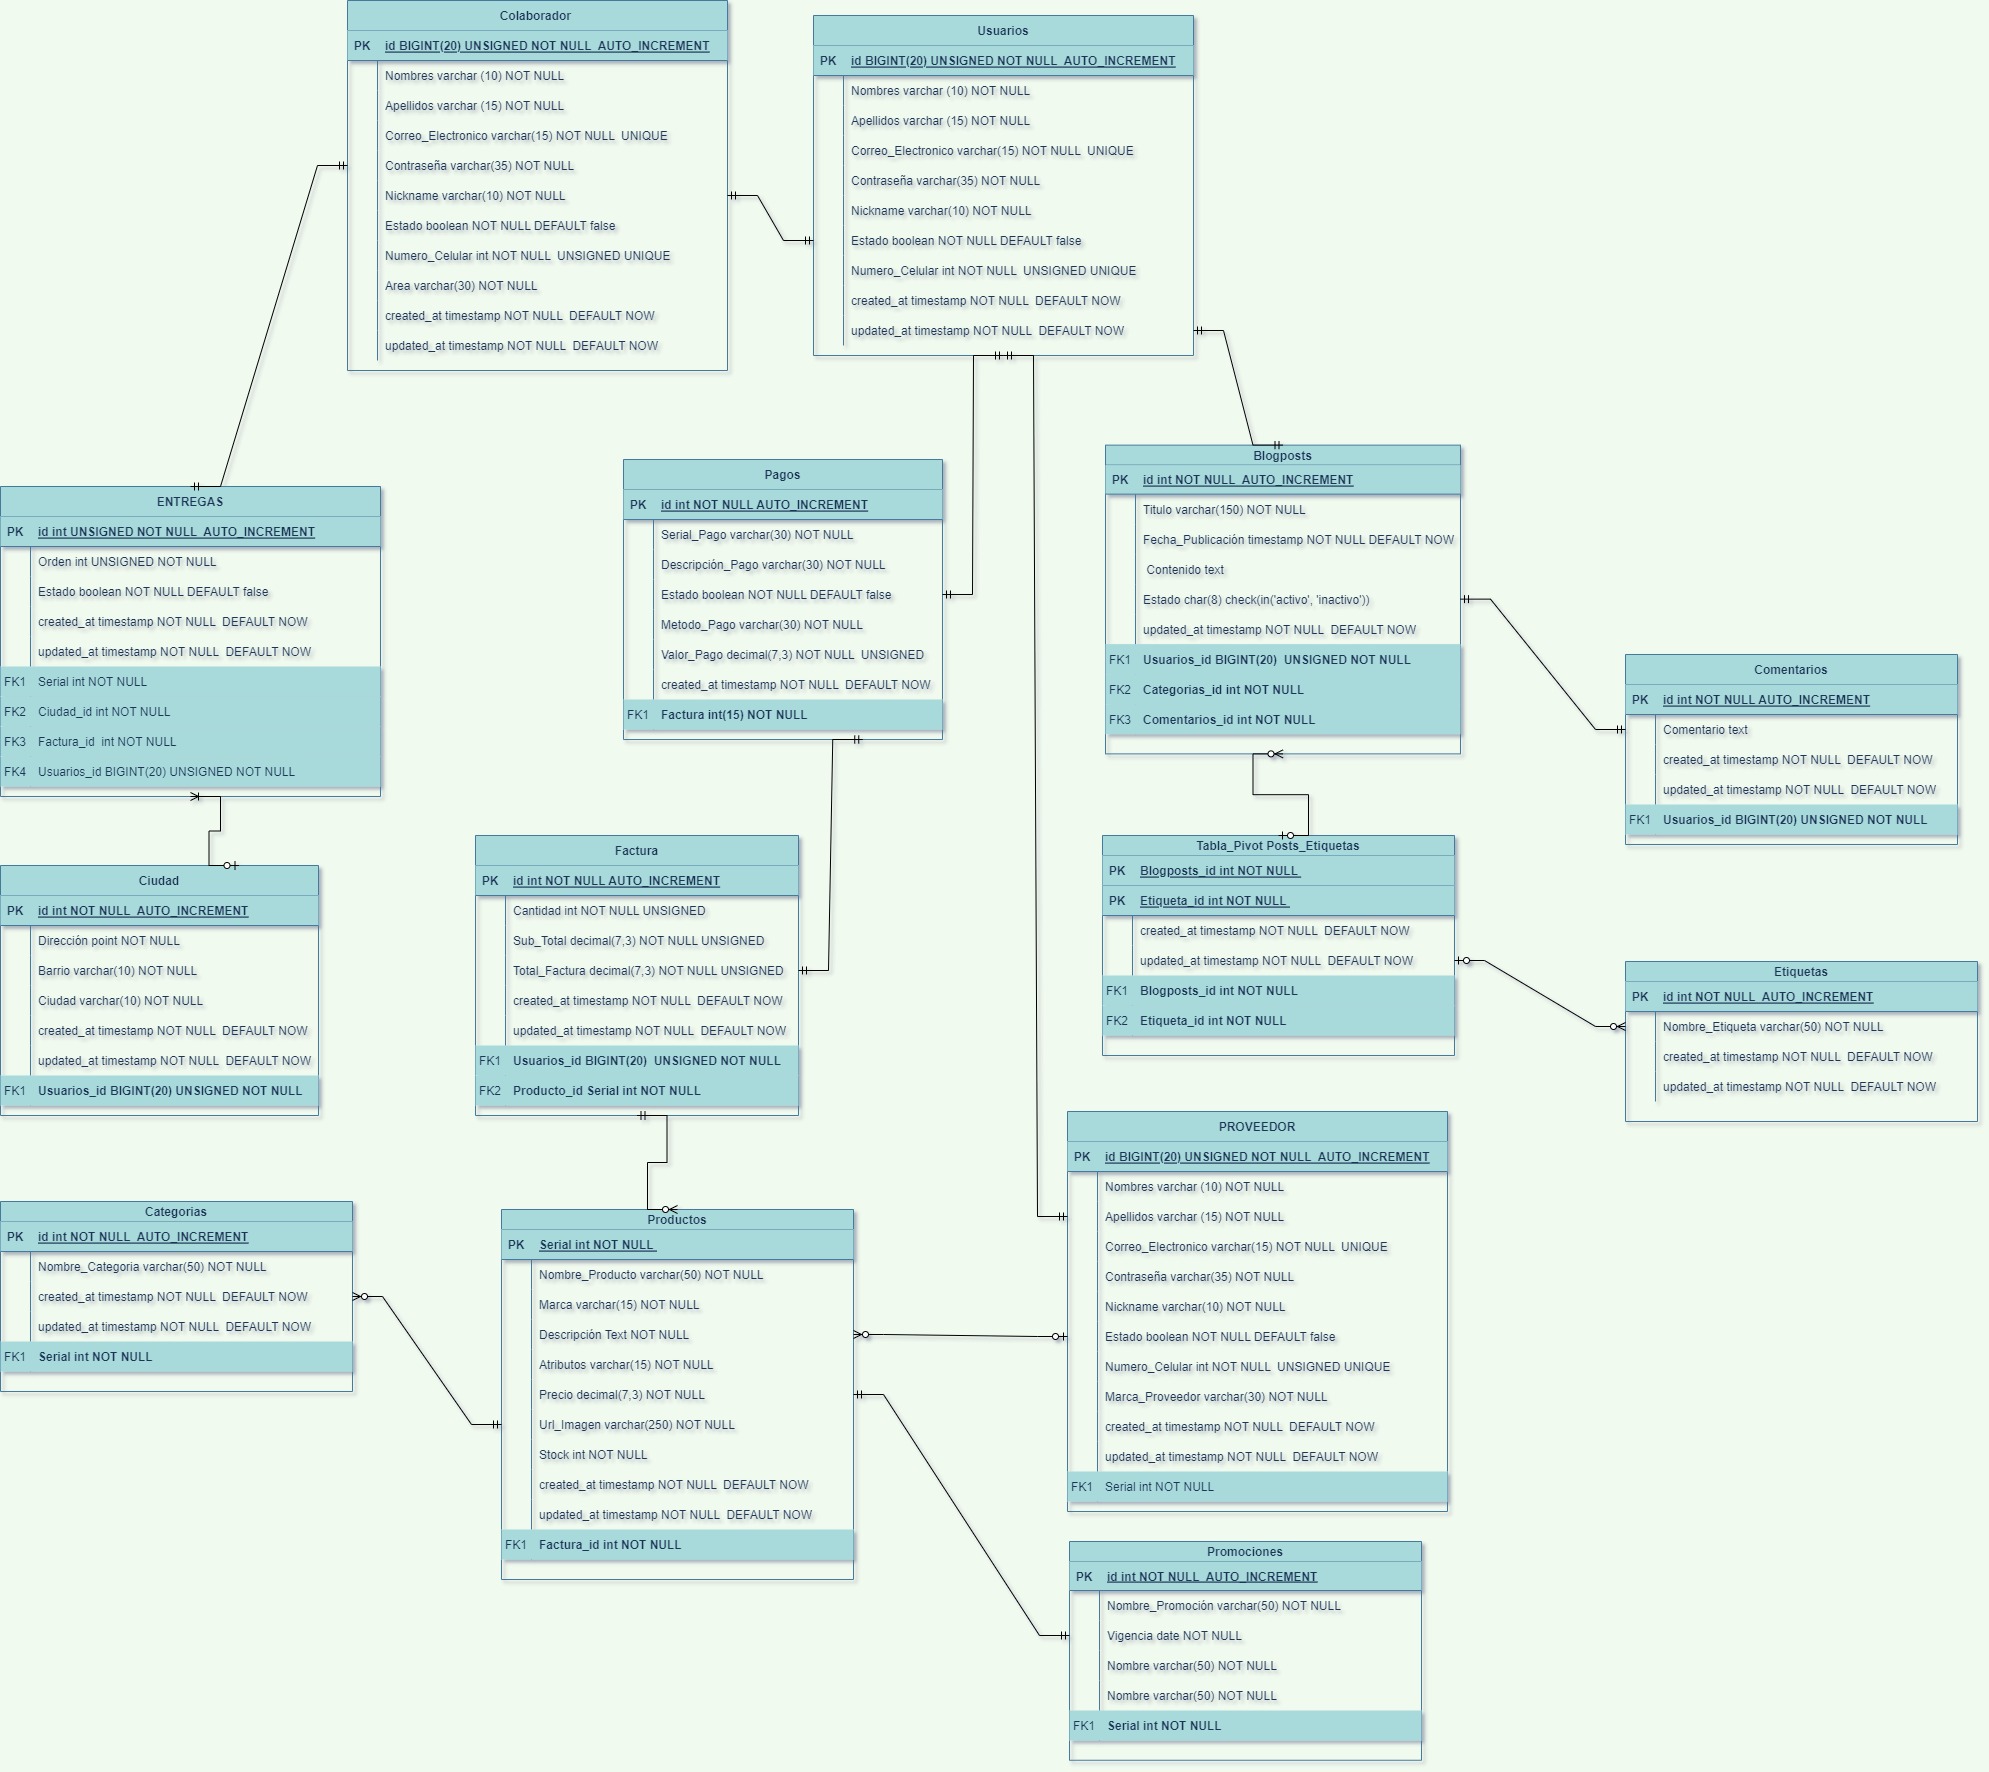 Colaborador
PK id BIGINT(20) UNSIGNED NOT NULL AUTO_INCREMENT
Nombres varchar (10) NOT NULL
Apellidos varchar (15) NOT NULL
Correo_Electronico varchar(15) NOT NULL UNIQUE
Contraseña varchar(35) NOT NULL
Nickname varchar(10) NOT NULL
Estado boolean NOT NULL DEFAULT false
Numero_Celular int NOT NULL UNSIGNED UNIQUE
Area varchar(30) NOT NULL
created_at timestamp NOT NULL DEFAULT NOW
updated_at timestamp NOT NULL DEFAULT NOW
Usuarios
PK id BIGINT(20) UNSIGNED NOT NULL AUTO_INCREMENT
Nombres varchar (10) NOT NULL
Apellidos varchar (15) NOT NULL
Correo_Electronico varchar(15) NOT NULL UNIQUE
Contraseña varchar(35) NOT NULL
Nickname varchar(10) NOT NULL
Estado boolean NOT NULL DEFAULT false
Numero_Celular int NOT NULL UNSIGNED UNIQUE
created_at timestamp NOT NULL DEFAULT NOW
updated_at timestamp NOT NULL DEFAULT NOW
ENTREGAS
PK id int UNSIGNED NOT NULL AUTO_INCREMENT
Orden int UNSIGNED NOT NULL
Estado boolean NOT NULL DEFAULT false
created_at timestamp NOT NULL DEFAULT NOW
updated_at timestamp NOT NULL DEFAULT NOW
FK1 Serial int NOT NULL
FK2 Ciudad_id int NOT NULL
FK3 Factura_id int NOT NULL
FK4 Usuarios_id BIGINT(20) UNSIGNED NOT NULL
Pagos
PK id int NOT NULL AUTO_INCREMENT
Serial_Pago varchar(30) NOT NULL
Descripción_Pago varchar(30) NOT NULL
Estado boolean NOT NULL DEFAULT false
Metodo_Pago varchar(30) NOT NULL
Valor_Pago decimal(7,3) NOT NULL UNSIGNED
created_at timestamp NOT NULL DEFAULT NOW
FK1 Factura int(15) NOT NULL
Blogposts
PK id int NOT NULL AUTO_INCREMENT
Titulo varchar(150) NOT NULL
Fecha_Publicación timestamp NOT NULL DEFAULT NOW
Contenido text
Estado char(8) check(in('activo', 'inactivo'))
updated_at timestamp NOT NULL DEFAULT NOW
FK1 Usuarios_id BIGINT(20) UNSIGNED NOT NULL
FK2 Categorias_id int NOT NULL
FK3 Comentarios_id int NOT NULL
Comentarios
PK id int NOT NULL AUTO_INCREMENT
Comentario text
created_at timestamp NOT NULL DEFAULT NOW
updated_at timestamp NOT NULL DEFAULT NOW
FK1 Usuarios_id BIGINT(20) UNSIGNED NOT NULL
Ciudad
PK id int NOT NULL AUTO_INCREMENT
Dirección point NOT NULL
Barrio varchar(10) NOT NULL
Ciudad varchar(10) NOT NULL
created_at timestamp NOT NULL DEFAULT NOW
updated_at timestamp NOT NULL DEFAULT NOW
FK1 Usuarios_id BIGINT(20) UNSIGNED NOT NULL
Factura
PK id int NOT NULL AUTO_INCREMENT
Cantidad int NOT NULL UNSIGNED
Sub_Total decimal(7,3) NOT NULL UNSIGNED
Total_Factura decimal(7,3) NOT NULL UNSIGNED
created_at timestamp NOT NULL DEFAULT NOW
updated_at timestamp NOT NULL DEFAULT NOW
FK1 Usuarios_id BIGINT(20) UNSIGNED NOT NULL
FK2 Producto_id Serial int NOT NULL
Tabla_Pivot Posts_Etiquetas
PK Blogposts_id int NOT NULL
PK Etiqueta_id int NOT NULL
created_at timestamp NOT NULL DEFAULT NOW
updated_at timestamp NOT NULL DEFAULT NOW
FK1 Blogposts_id int NOT NULL
FK2 Etiqueta_id int NOT NULL
Etiquetas
PK id int NOT NULL AUTO_INCREMENT
Nombre_Etiqueta varchar(50) NOT NULL
created_at timestamp NOT NULL DEFAULT NOW
updated_at timestamp NOT NULL DEFAULT NOW
Categorias
PK id int NOT NULL AUTO_INCREMENT
Nombre_Categoria varchar(50) NOT NULL
created_at timestamp NOT NULL DEFAULT NOW
updated_at timestamp NOT NULL DEFAULT NOW
FK1 Serial int NOT NULL
Productos
PK Serial int NOT NULL
Nombre_Producto varchar(50) NOT NULL
Marca varchar(15) NOT NULL
Descripción Text NOT NULL
Atributos varchar(15) NOT NULL
Precio decimal(7,3) NOT NULL
Url_Imagen varchar(250) NOT NULL
Stock int NOT NULL
created_at timestamp NOT NULL DEFAULT NOW
updated_at timestamp NOT NULL DEFAULT NOW
FK1 Factura_id int NOT NULL
PROVEEDOR
PK id BIGINT(20) UNSIGNED NOT NULL AUTO_INCREMENT
Nombres varchar (10) NOT NULL
Apellidos varchar (15) NOT NULL
Correo_Electronico varchar(15) NOT NULL UNIQUE
Contraseña varchar(35) NOT NULL
Nickname varchar(10) NOT NULL
Estado boolean NOT NULL DEFAULT false
Numero_Celular int NOT NULL UNSIGNED UNIQUE
Marca_Proveedor varchar(30) NOT NULL
created_at timestamp NOT NULL DEFAULT NOW
updated_at timestamp NOT NULL DEFAULT NOW
FK1 Serial int NOT NULL
Promociones
PK id int NOT NULL AUTO_INCREMENT
Nombre_Promoción varchar(50) NOT NULL
Vigencia date NOT NULL
Nombre varchar(50) NOT NULL
Nombre varchar(50) NOT NULL
FK1 Serial int NOT NULL